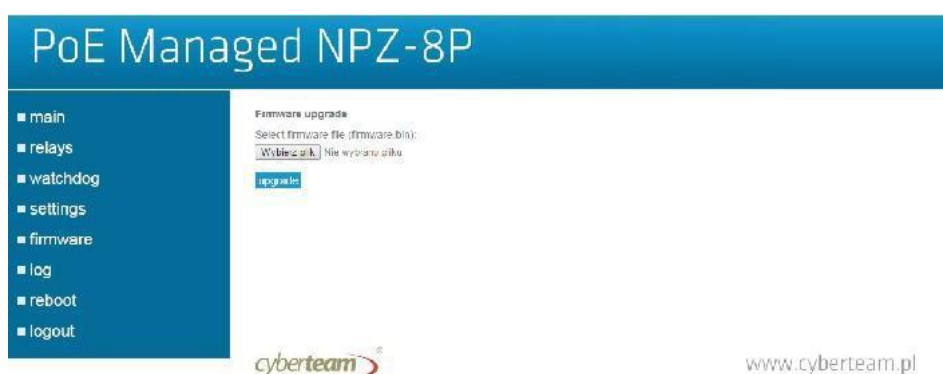 PoE Managed NPZ-8P
main
relays
watchdog
settings
firmware
log
reboot
logout
Firmware upgrade
Select firmware file (firmware.bin):
Wybierz plik Nie wybrano pliku
upgrade
cyberteam
www.cyberteam.pl